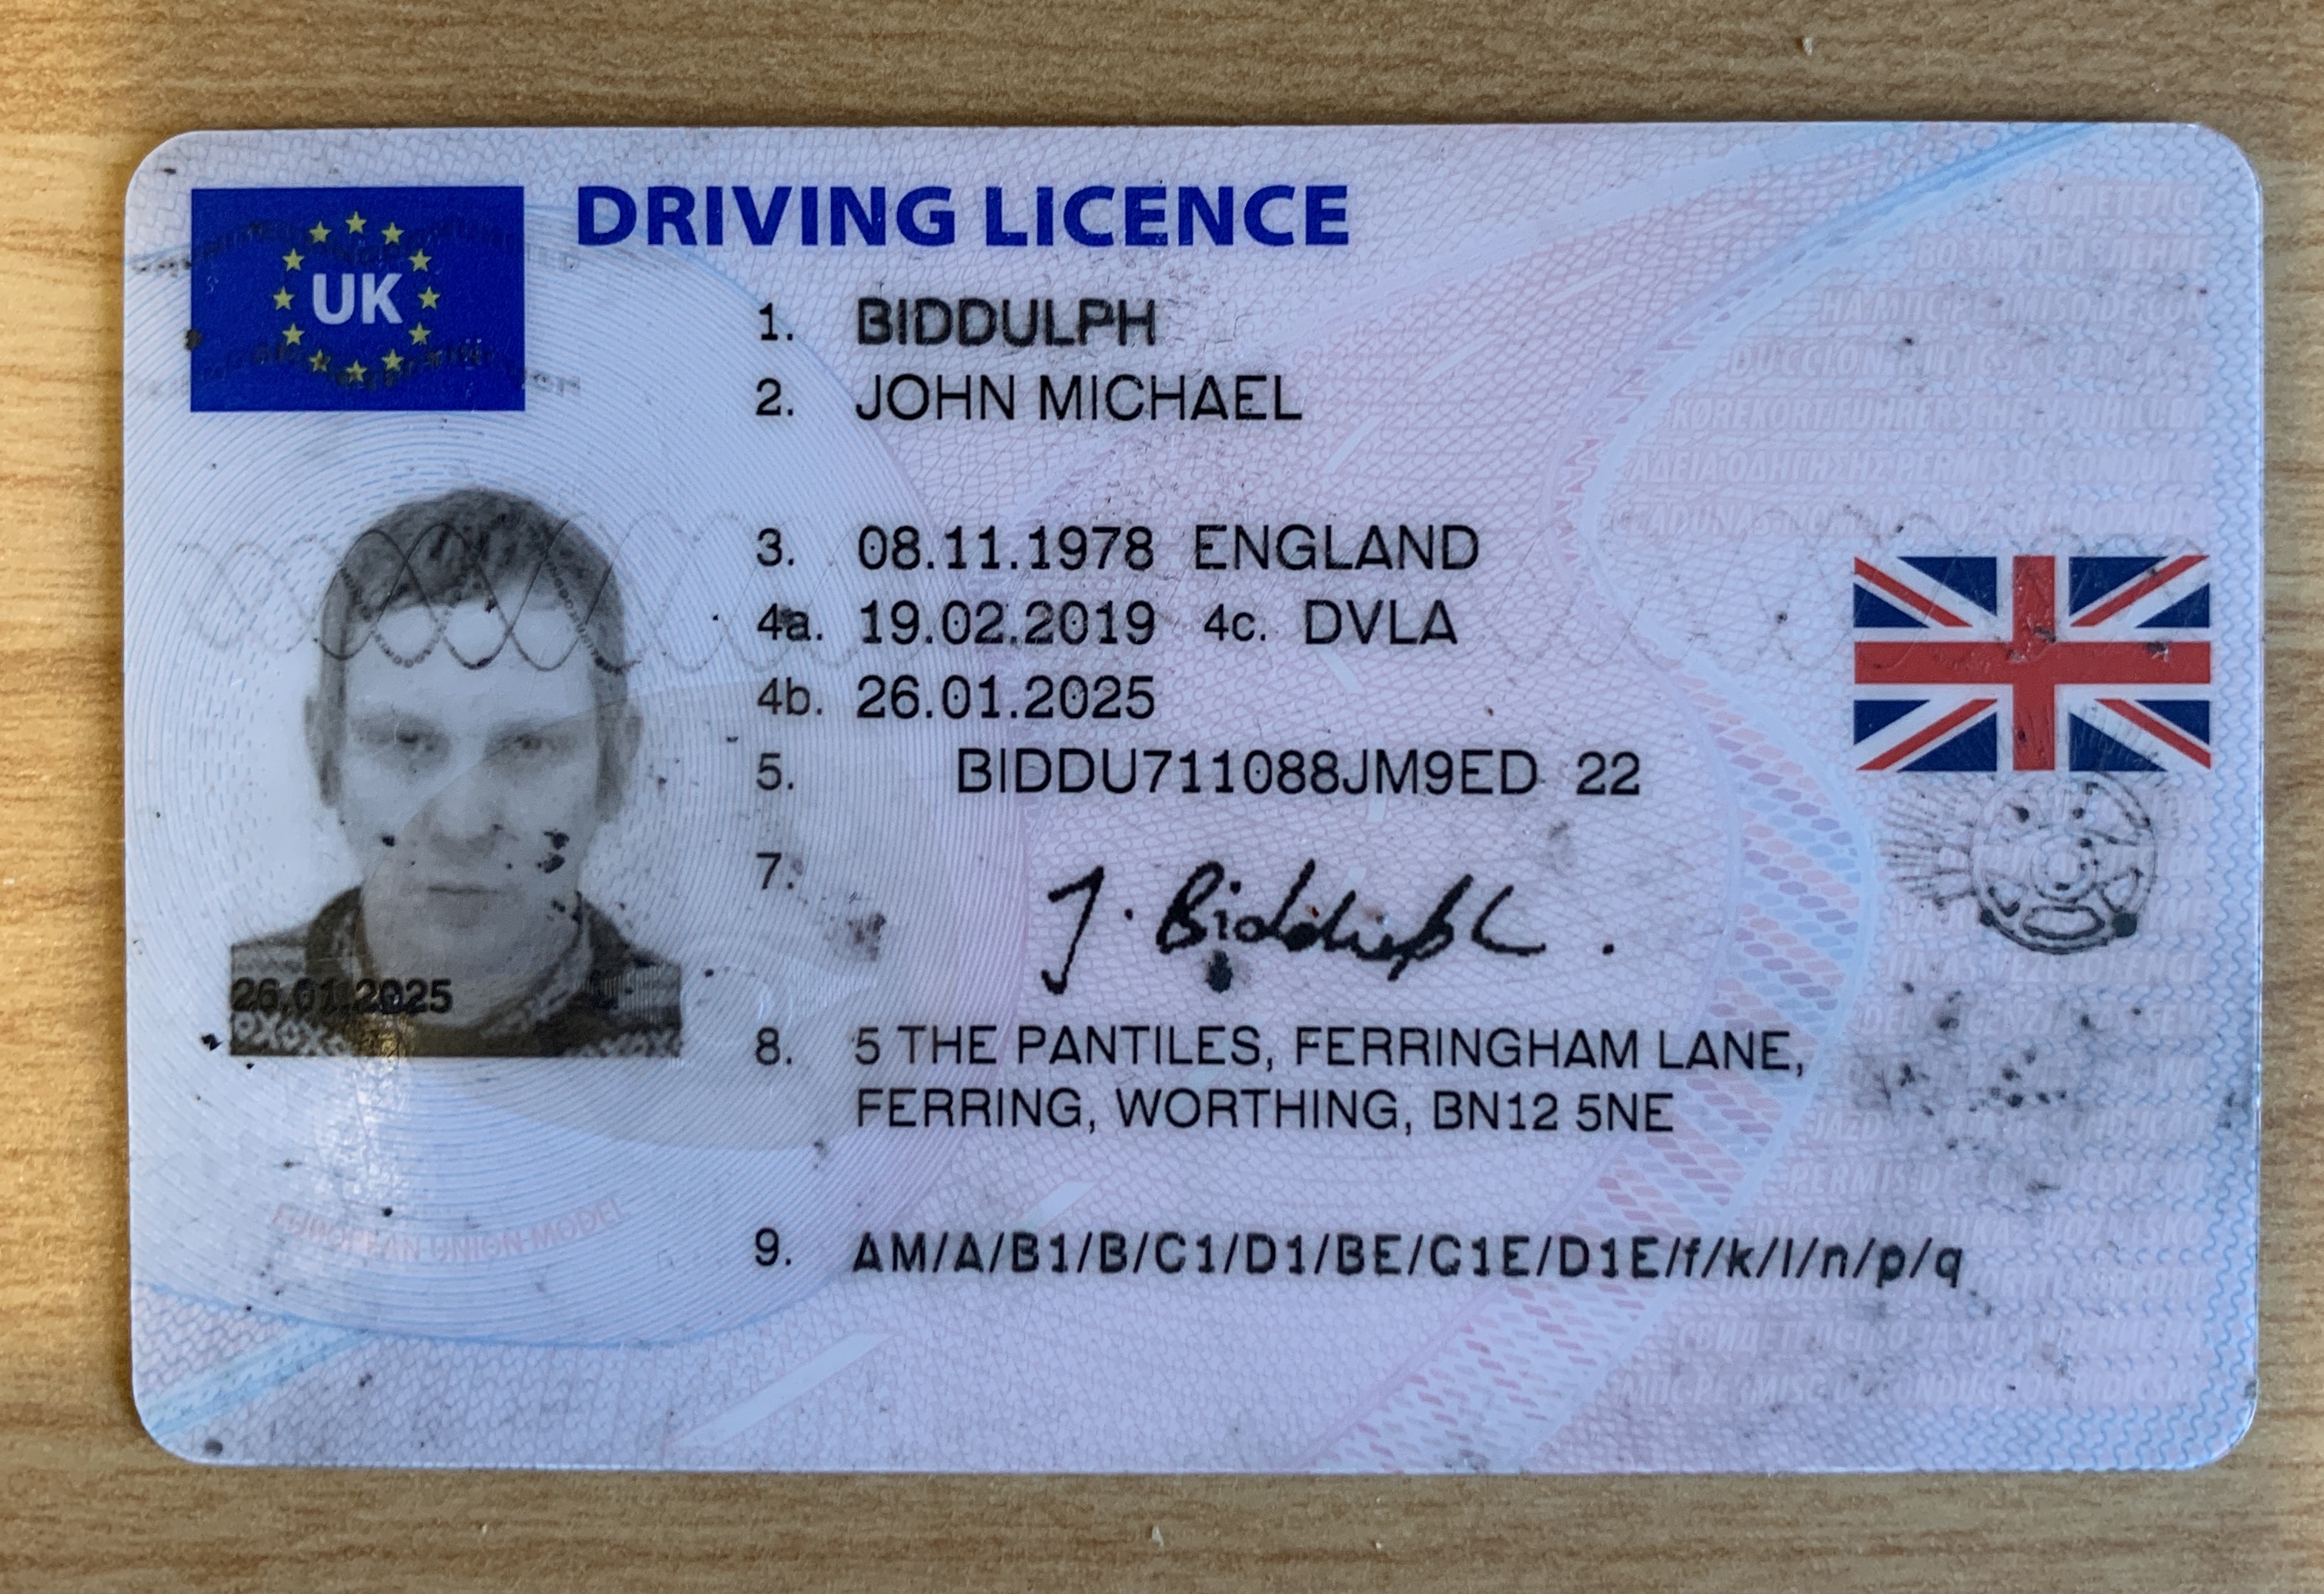 UK
DRIVING LICENCE
1. BIDDULPH
2. JOHN MICHAEL
3. 08.11.1978 ENGLAND
4a. 19.02.2019 4c. DVLA
4b. 26.01.2025
5. BIDDU711088JM9ED 22
7. J. Biddulph.
26.01.2025
8. 5 THE PANTILES, FERRINGHAM LANE,
FERRING, WORTHING, BN12 5NE
EUROPEAN UNION MODEL
9. AM/A/B1/B/C1/D1/BE/C1E/D1E/f/k/l/n/p/q